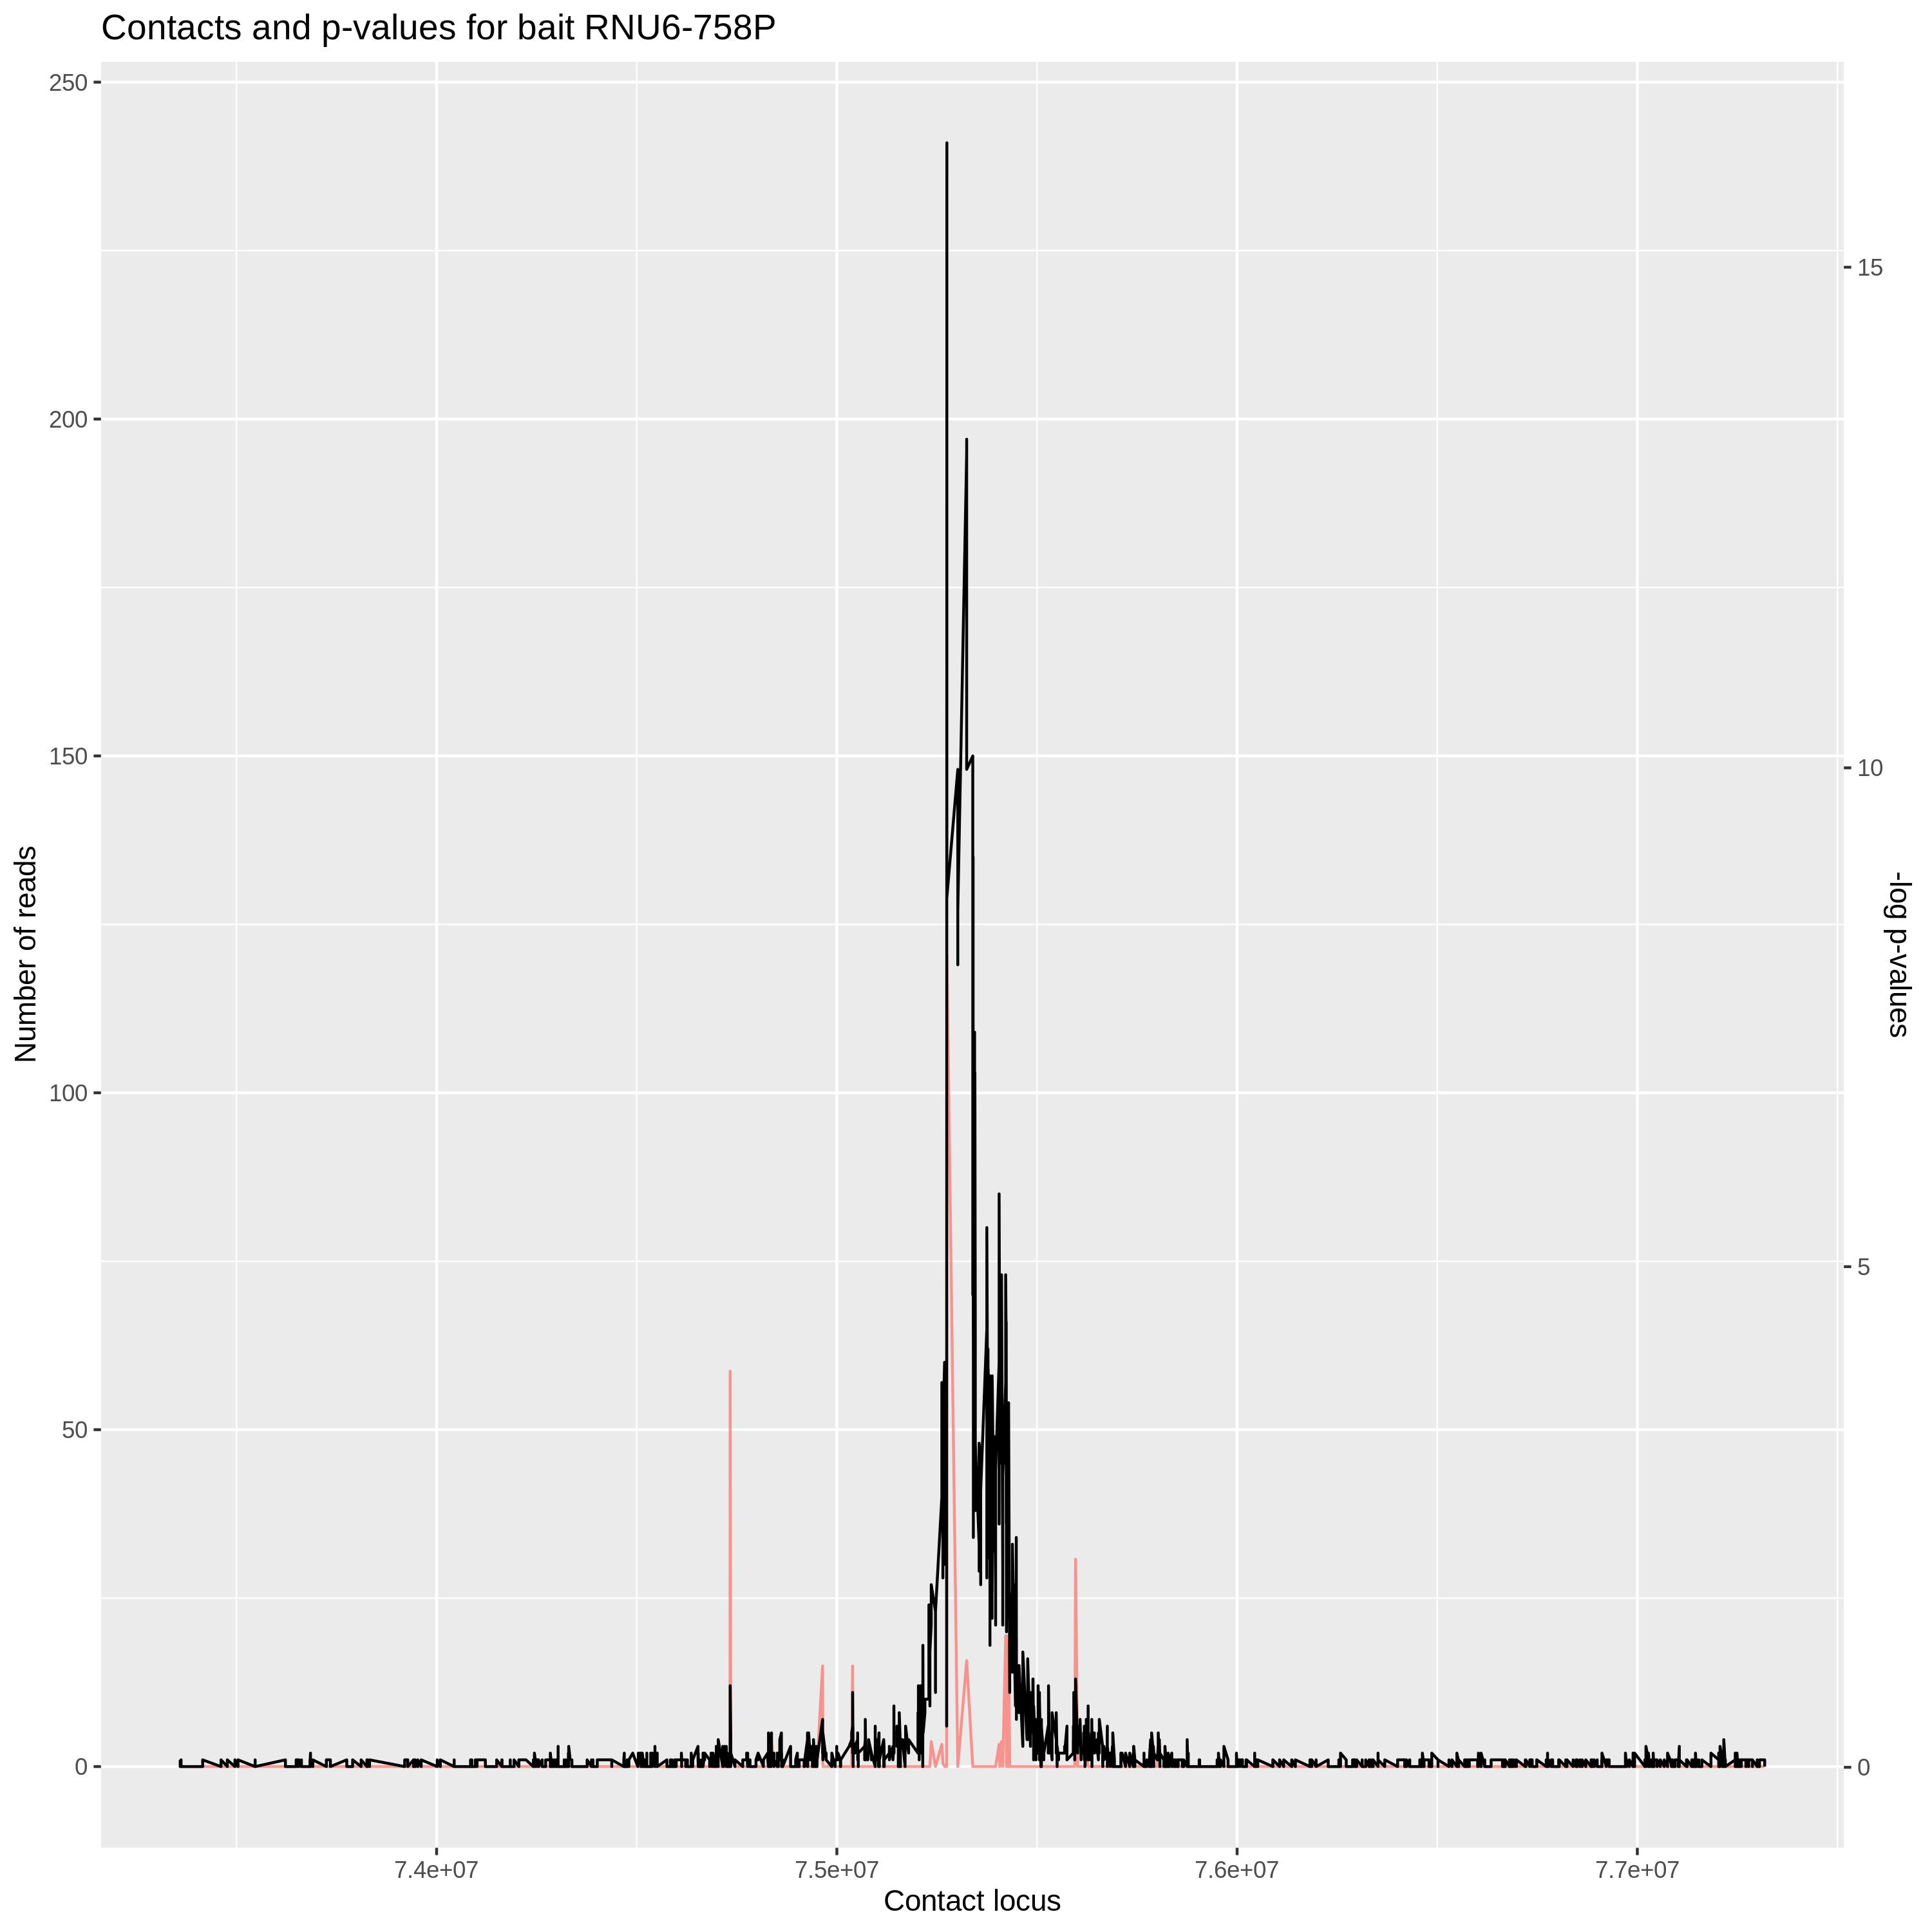 Contacts and p-values for bait RNU6-758P
250
200
150
100
50
0
Number of reads
15
10
5
0
-log p-values
7.4e+07 7.5e+07 7.6e+07 7.7e+07
Contact locus